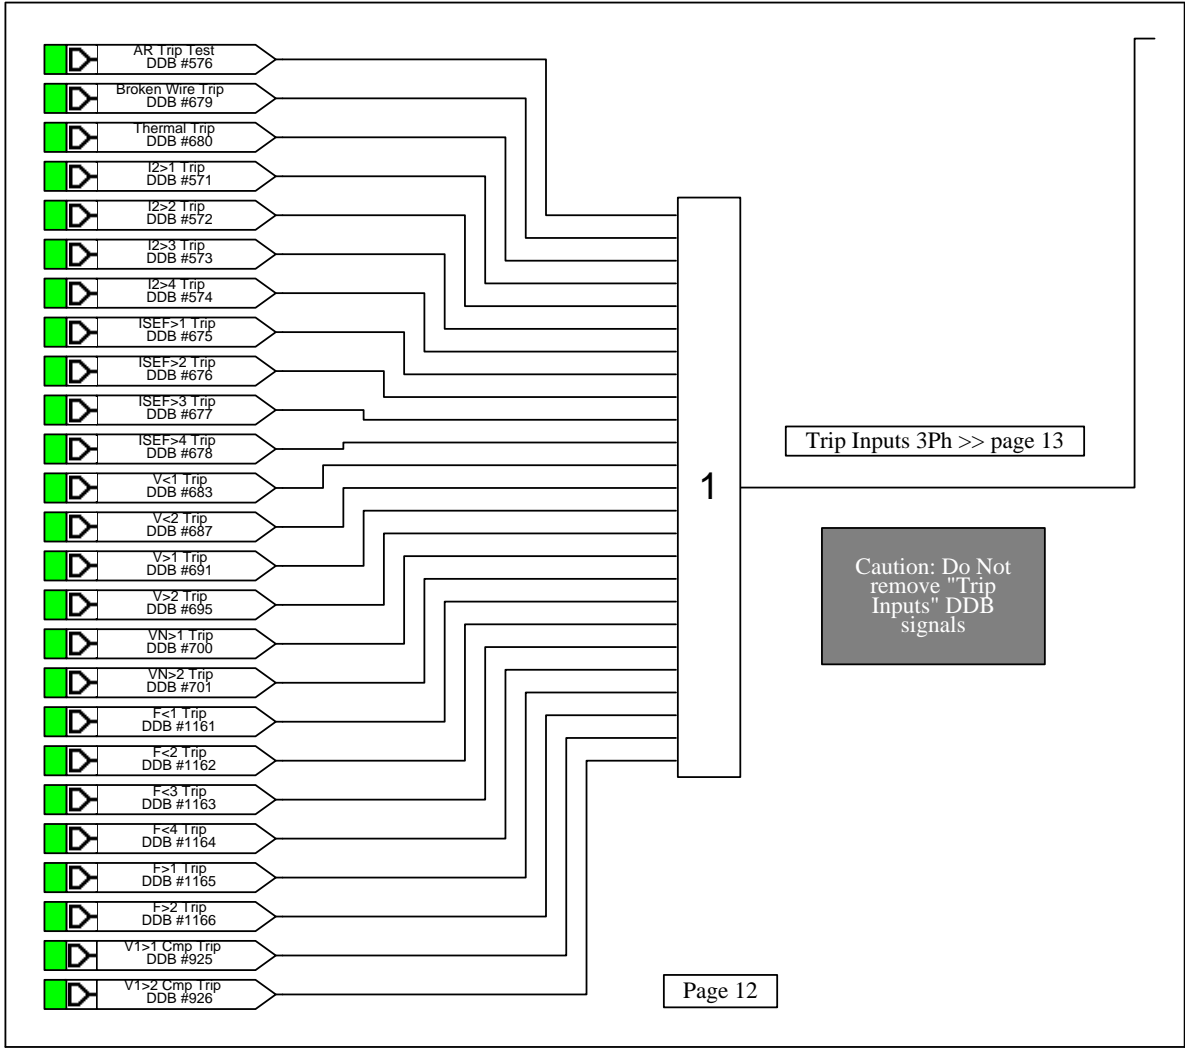 AR Trip Test
DDB #576
Broken Wire Trip
DDB #679
Thermal Trip
DDB #680
I2>1 Trip
DDB #571
I2>2 Trip
DDB #572
I2>3 Trip
DDB #573
I2>4 Trip
DDB #574
ISEF>1 Trip
DDB #675
ISEF>2 Trip
DDB #676
ISEF>3 Trip
DDB #677
ISEF>4 Trip
DDB #678
V<1 Trip
DDB #683
V<2 Trip
DDB #687
V>1 Trip
DDB #691
V>2 Trip
DDB #695
VN>1 Trip
DDB #700
VN>2 Trip
DDB #701
F<1 Trip
DDB #1161
F<2 Trip
DDB #1162
F<3 Trip
DDB #1163
F<4 Trip
DDB #1164
F>1 Trip
DDB #1165
F>2 Trip
DDB #1166
V1>1 Cmp Trip
DDB #925
V1>2 Cmp Trip
DDB #926
1
Trip Inputs 3Ph >> page 13
Caution: Do Not
remove "Trip
Inputs" DDB
signals
Page 12